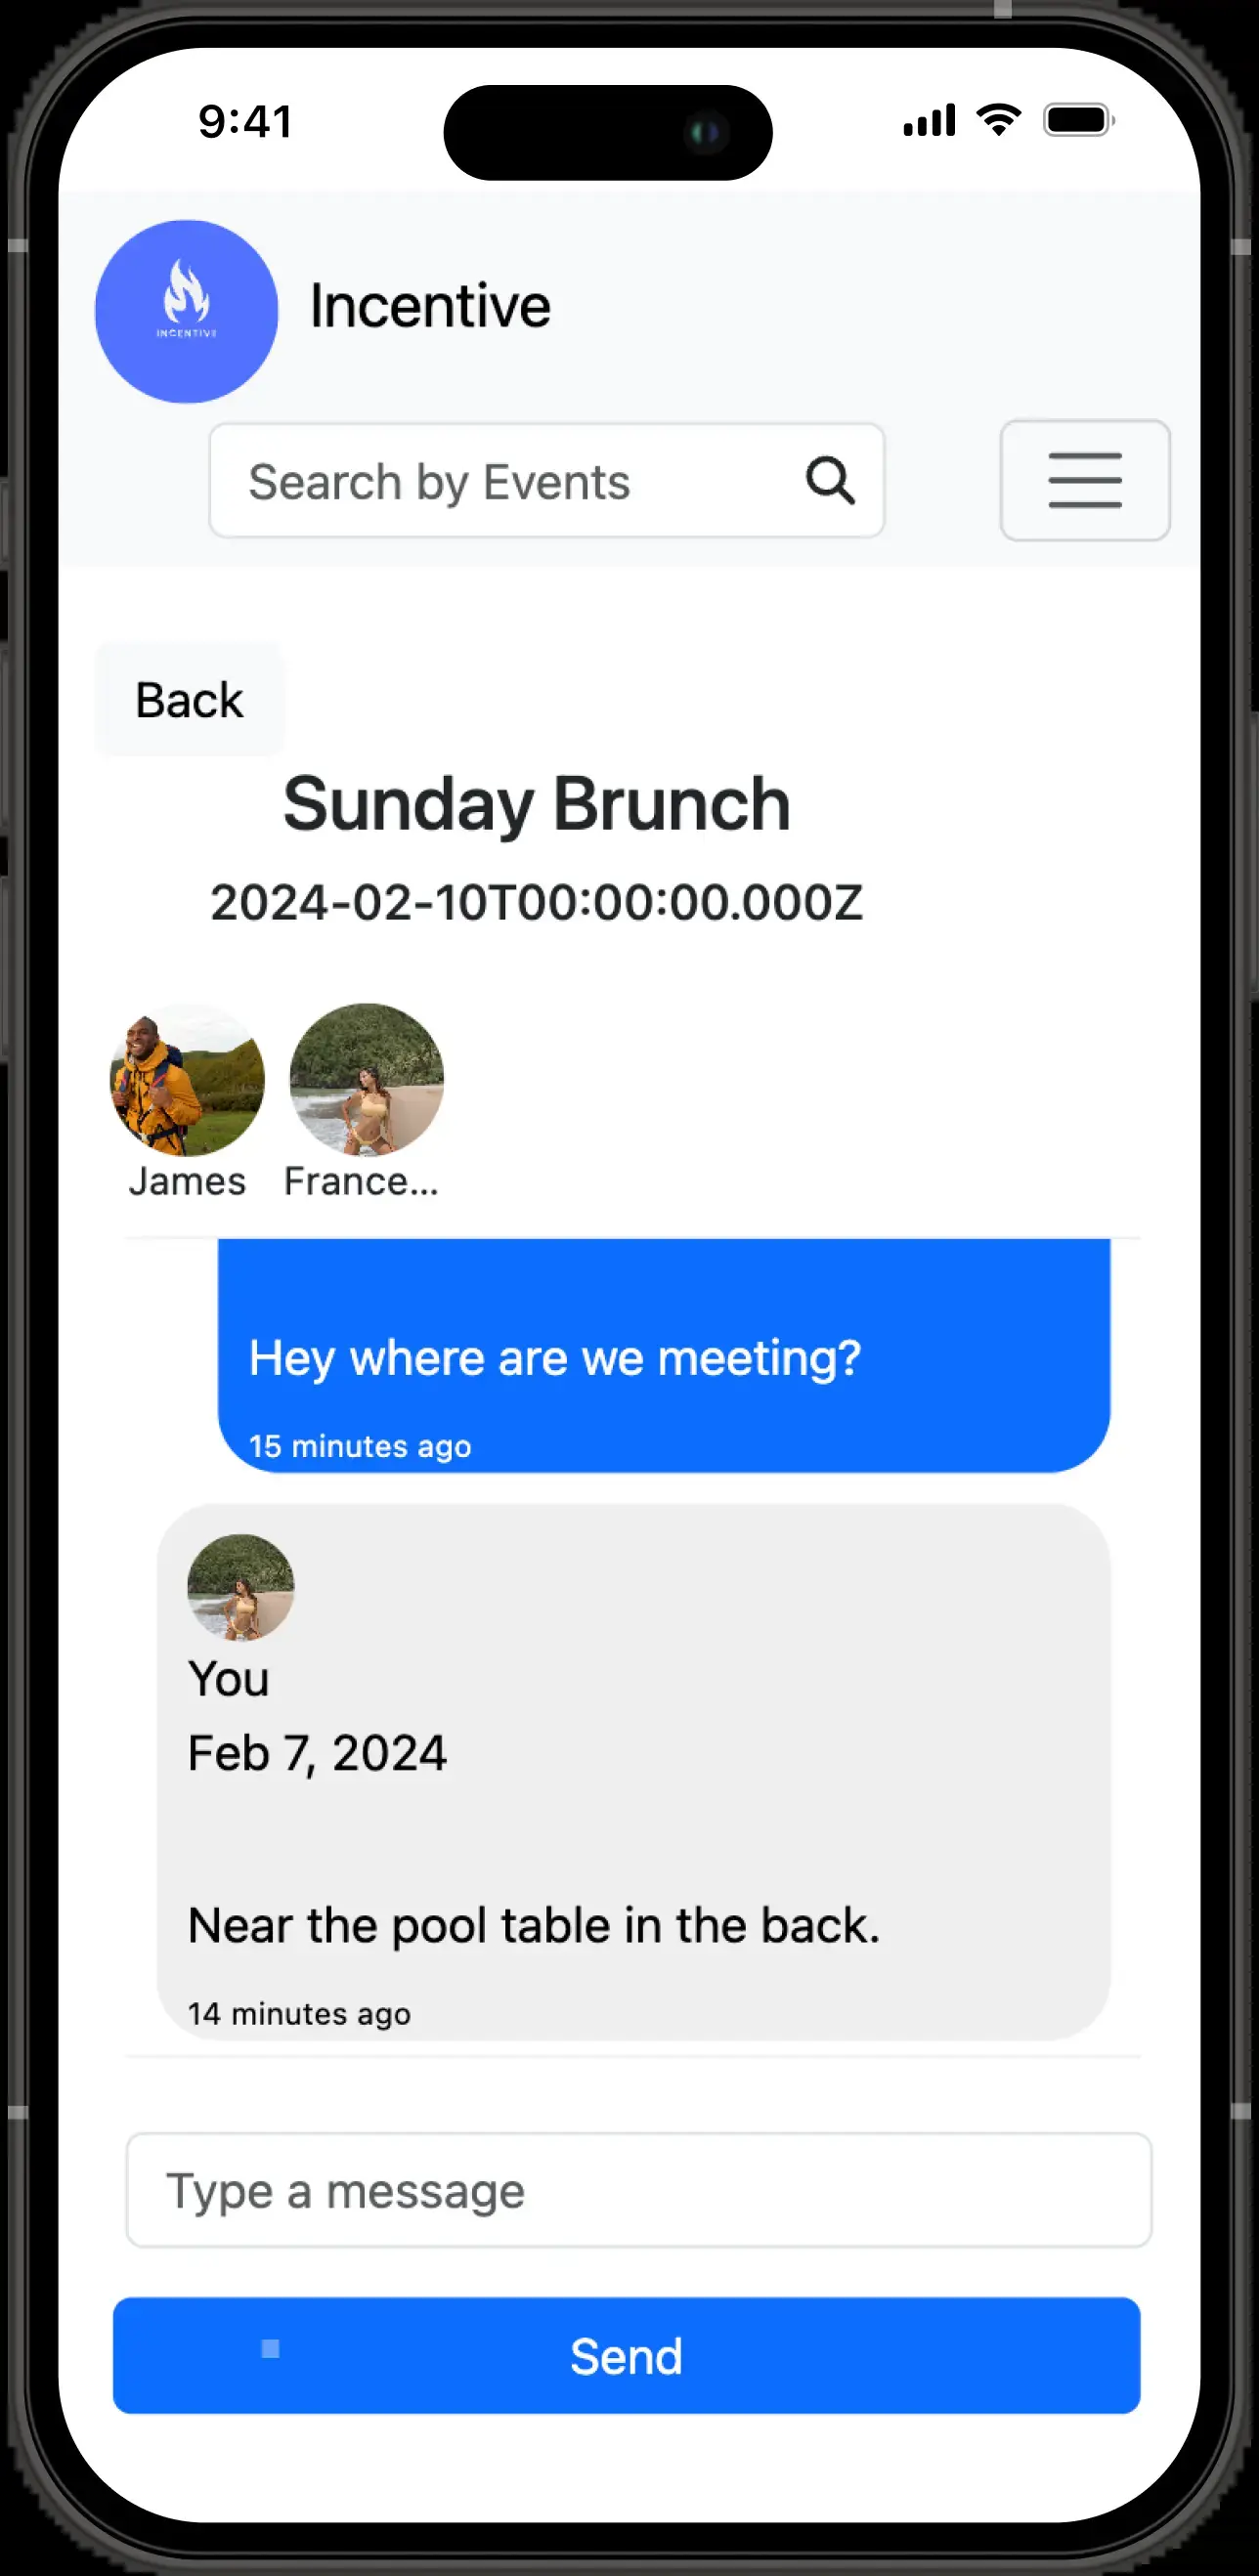 9:41
INCENTIVE
Incentive
Search by Events
Back
Sunday Brunch
2024-02-10T00:00:00.000Z
James France...
Hey where are we meeting?
15 minutes ago
You
Feb 7, 2024
Near the pool table in the back.
14 minutes ago
Type a message
Send